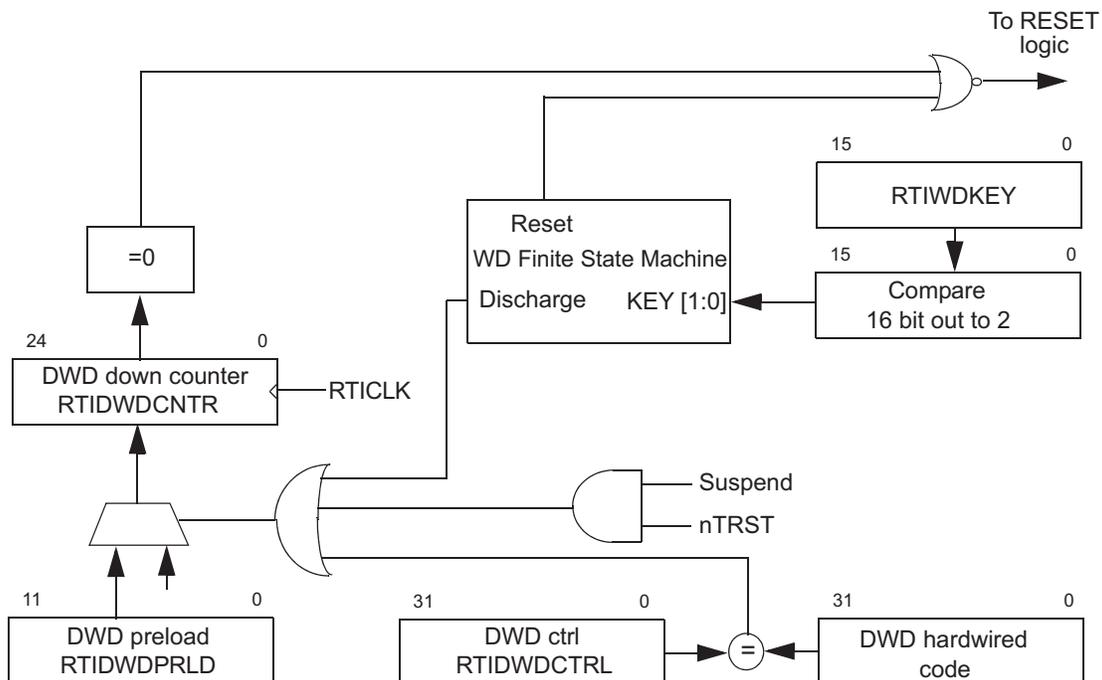 To RESET
logic
15 0
RTIWDKEY
Reset
WD Finite State Machine
Discharge KEY [1:0]
15 0
Compare
16 bit out to 2
=0
24 0
DWD down counter
RTIDWDCNTR
RTICLK
Suspend
nTRST
11 0
DWD preload
RTIDWDPRLD
31 0
DWD ctrl
RTIDWDCTRL
=
31 0
DWD hardwired
code